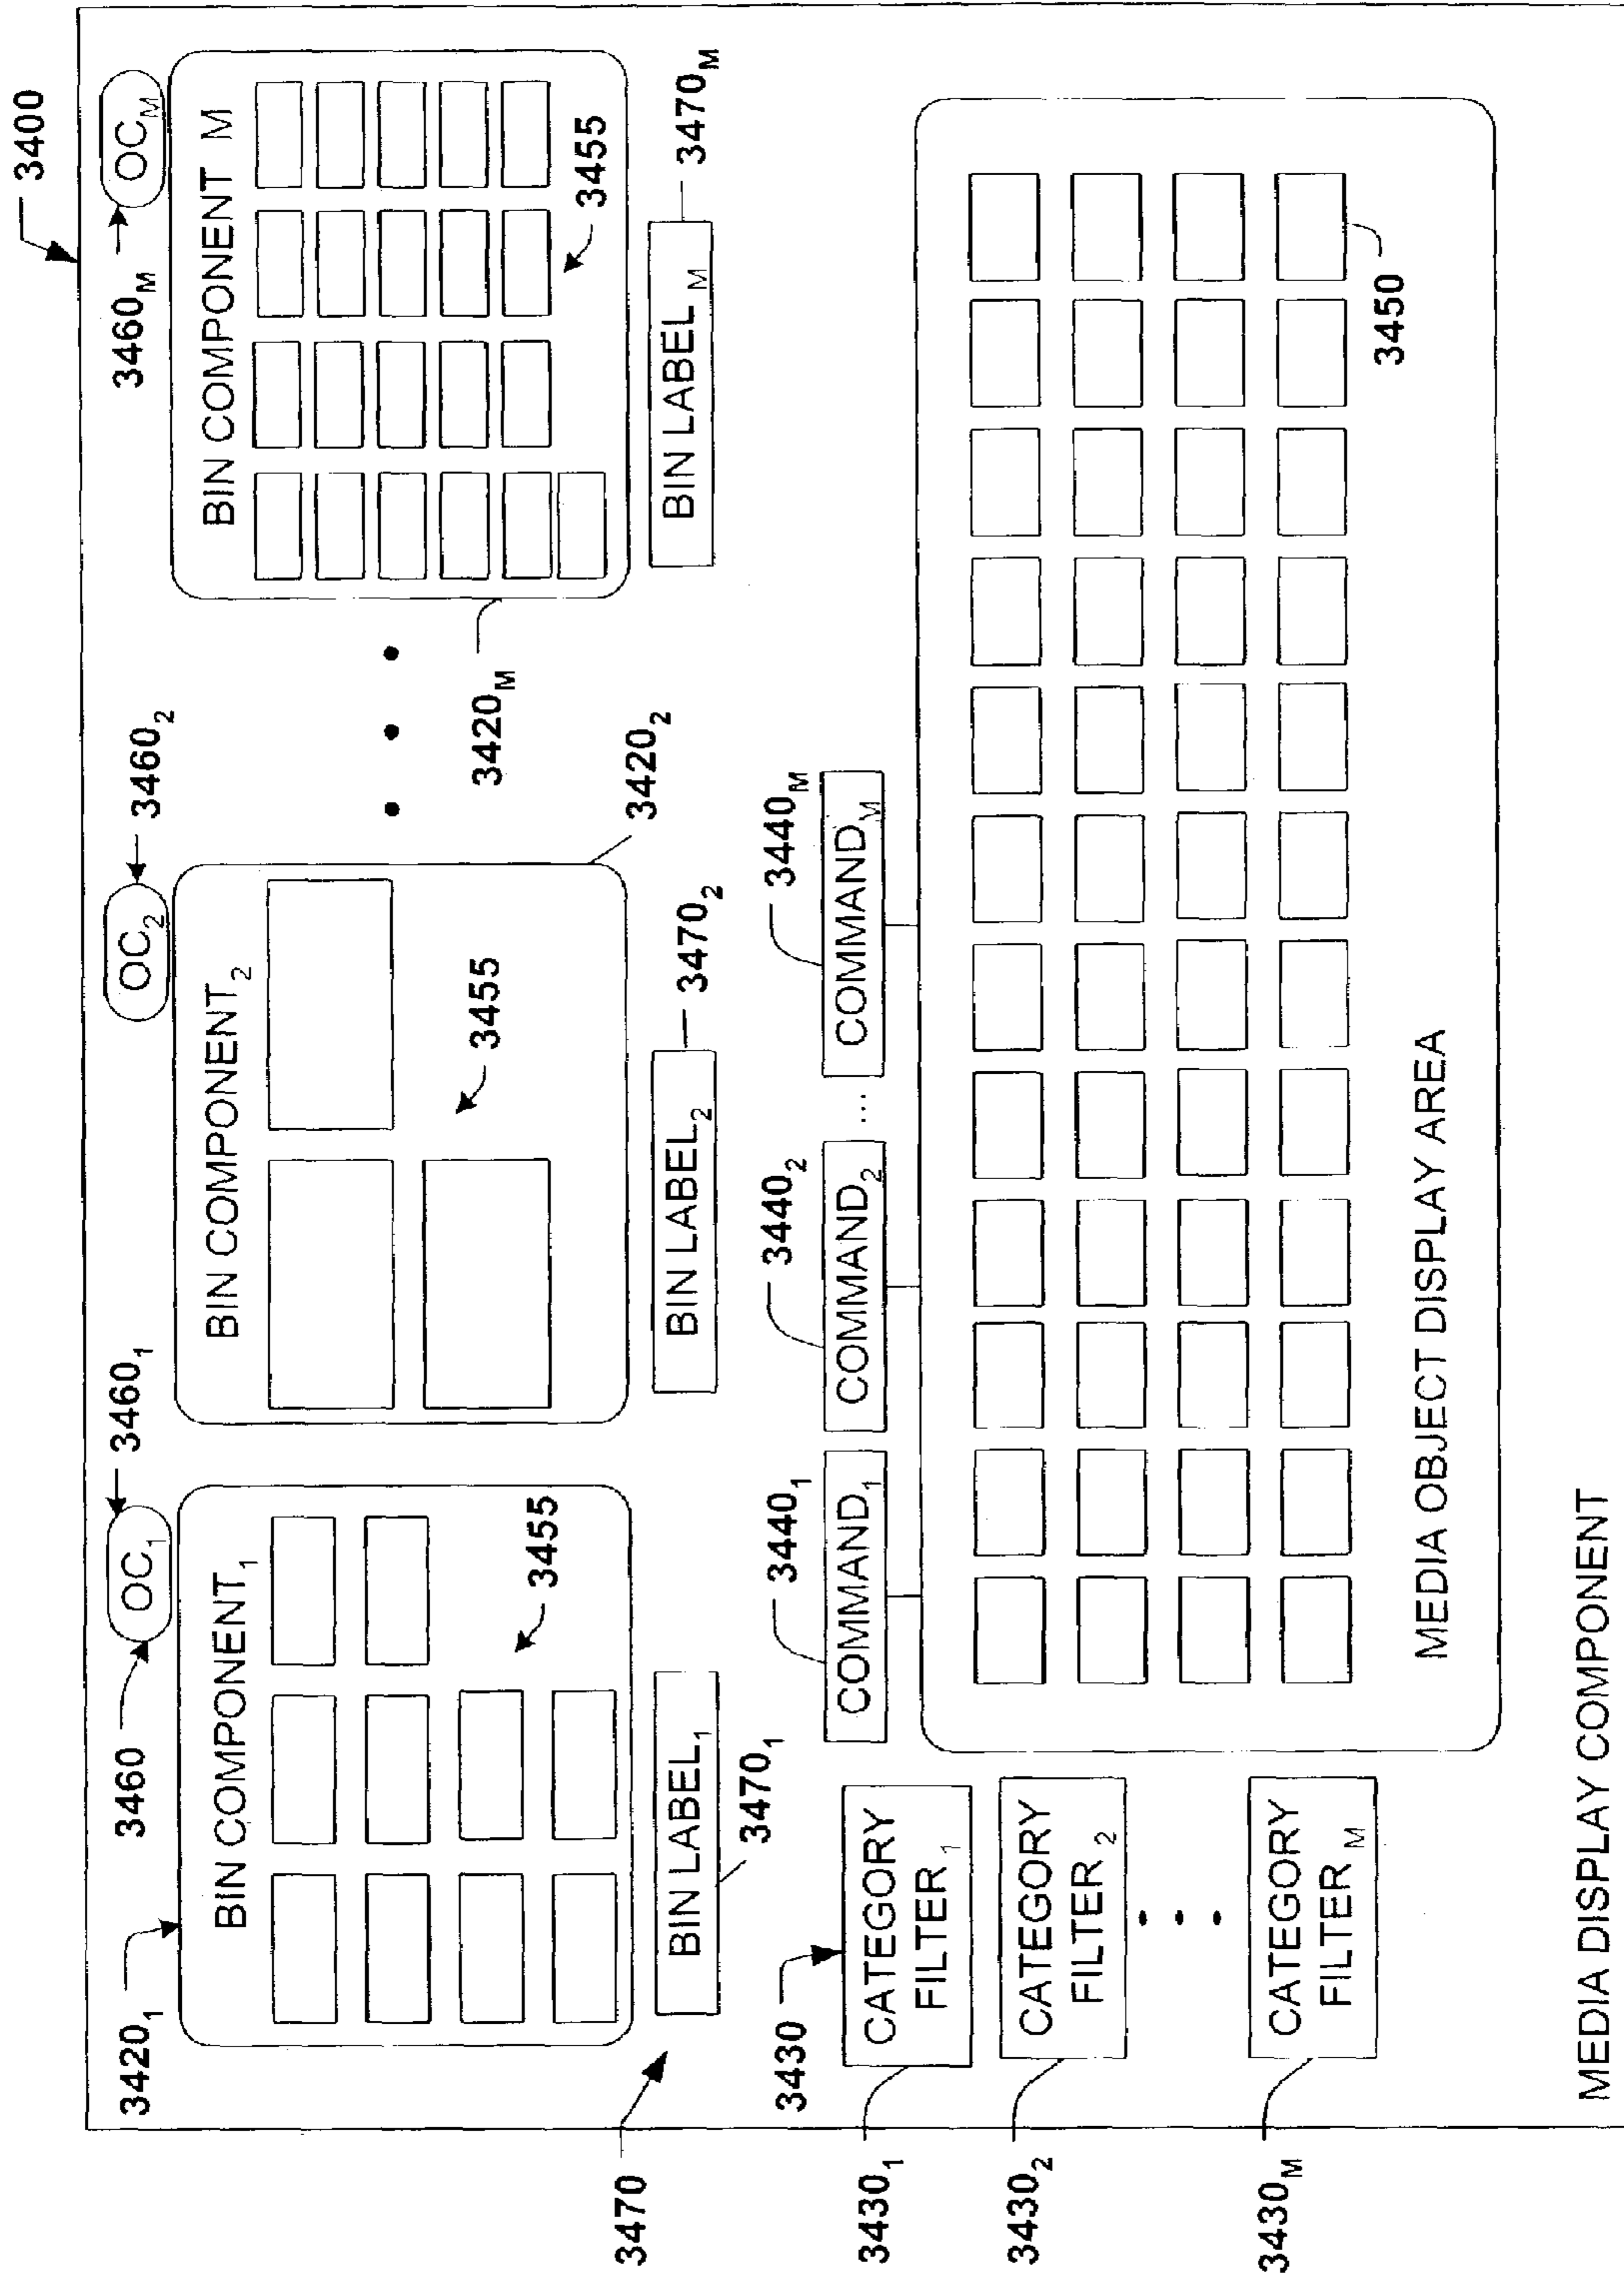 3400
3460 3460₁ 3460₂ 3460M
OC₁ OC₂ OCM
3420₁
BIN COMPONENT₁ BIN COMPONENT₂ BIN COMPONENT M
3455 3455 3455
• • •
3420₂ 3420M
BIN LABEL₁ BIN LABEL₂ BIN LABEL M
3470 3470₁ 3470₂ 3470M
3440₁ 3440₂ 3440M
COMMAND₁ COMMAND₂ ... COMMANDM
3430
3430₁
CATEGORY
FILTER₁
3430₂
CATEGORY
FILTER₂
• • •
3430M
CATEGORY
FILTER M
3450
MEDIA OBJECT DISPLAY AREA
MEDIA DISPLAY COMPONENT